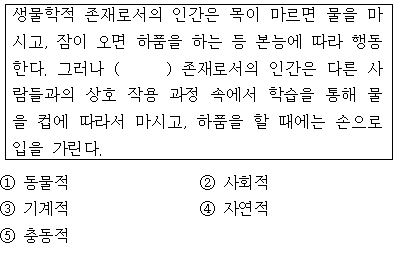 생물학적 존재로서의 인간은 목이 마르면 물을 마
시고, 잠이 오면 하품을 하는 등 본능에 따라 행동
한다. 그러나 (      ) 존재로서의 인간은 다른 사
람들과의 상호 작용 과정 속에서 학습을 통해 물
을 컵에 따라서 마시고, 하품을 할 때에는 손으로
입을 가린다.
① 동물적 ② 사회적
③ 기계적 ④ 자연적
⑤ 충동적